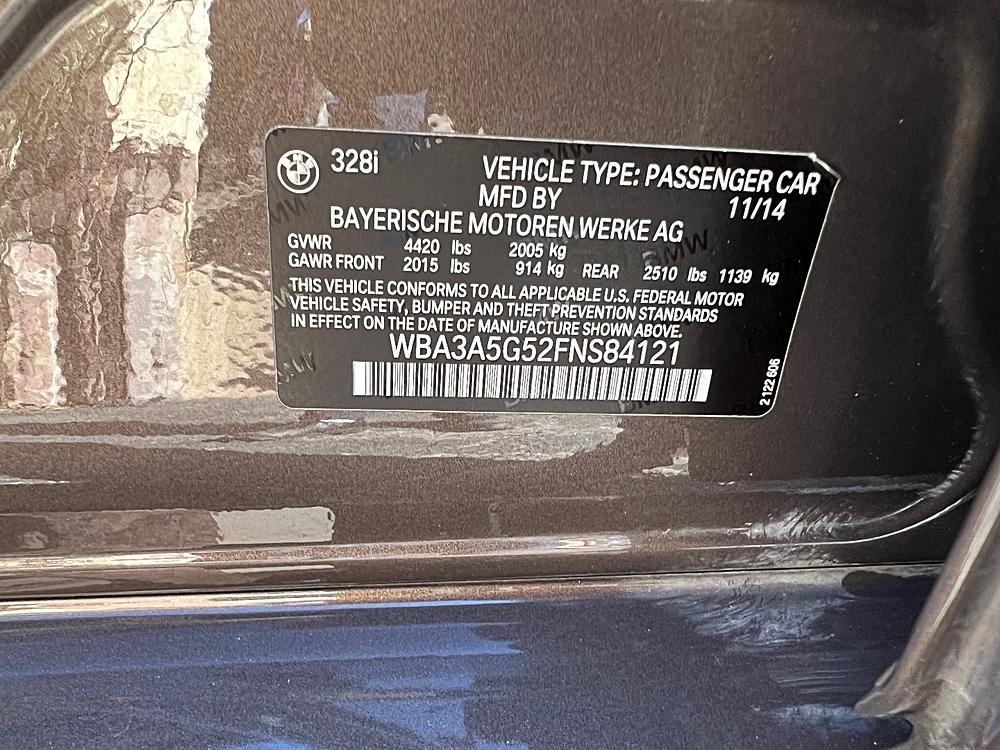 328i VEHICLE TYPE: PASSENGER CAR
MFD BY 11/14
BAYERISCHE MOTOREN WERKE AG
GVWR 4420 lbs 2005 kg
GAWR FRONT 2015 lbs 914 kg REAR 2510 lbs 1139 kg
THIS VEHICLE CONFORMS TO ALL APPLICABLE U.S. FEDERAL MOTOR
VEHICLE SAFETY, BUMPER AND THEFT PREVENTION STANDARDS
IN EFFECT ON THE DATE OF MANUFACTURE SHOWN ABOVE.
WBA3A5G52FNS84121
2 122 606